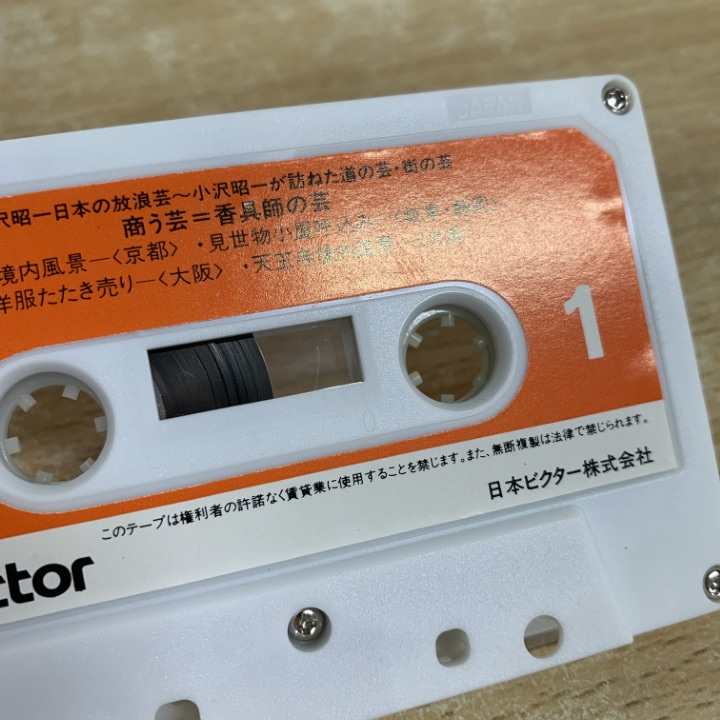 JAPAN
沢昭一日本の放浪芸〜小沢昭一が訪ねた道の芸・街の芸
商う芸=香具師の芸
境内風景―〈京都〉 ・見世物小屋呼込み―
洋服たたき売り―〈大阪〉 ・天王寺
1
このテープは権利者の許諾なく賃貸業に使用することを禁じます。また、無断複製は法律で禁じられます。
日本ビクター株式会社
ctor
0